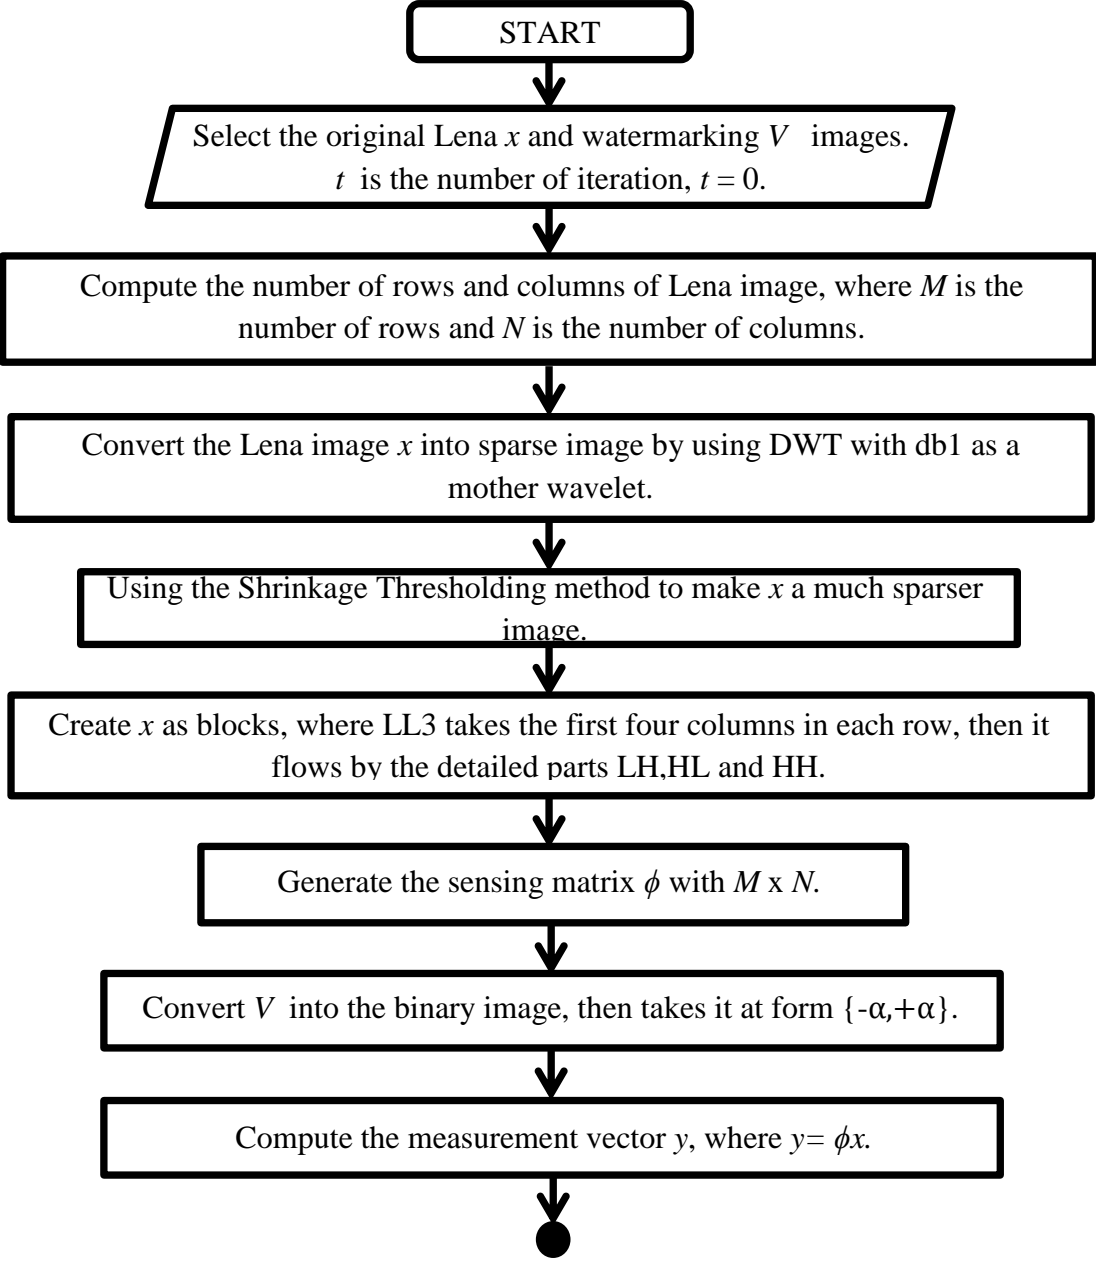 START
Select the original Lena x and watermarking V images.
t is the number of iteration, t = 0.
Compute the number of rows and columns of Lena image, where M is the
number of rows and N is the number of columns.
Convert the Lena image x into sparse image by using DWT with db1 as a
mother wavelet.
Using the Shrinkage Thresholding method to make x a much sparser
image.
Create x as blocks, where LL3 takes the first four columns in each row, then it
flows by the detailed parts LH,HL and HH.
Generate the sensing matrix ϕ with M x N.
Convert V into the binary image, then takes it at form {-α,+α}.
Compute the measurement vector y, where y= ϕx.